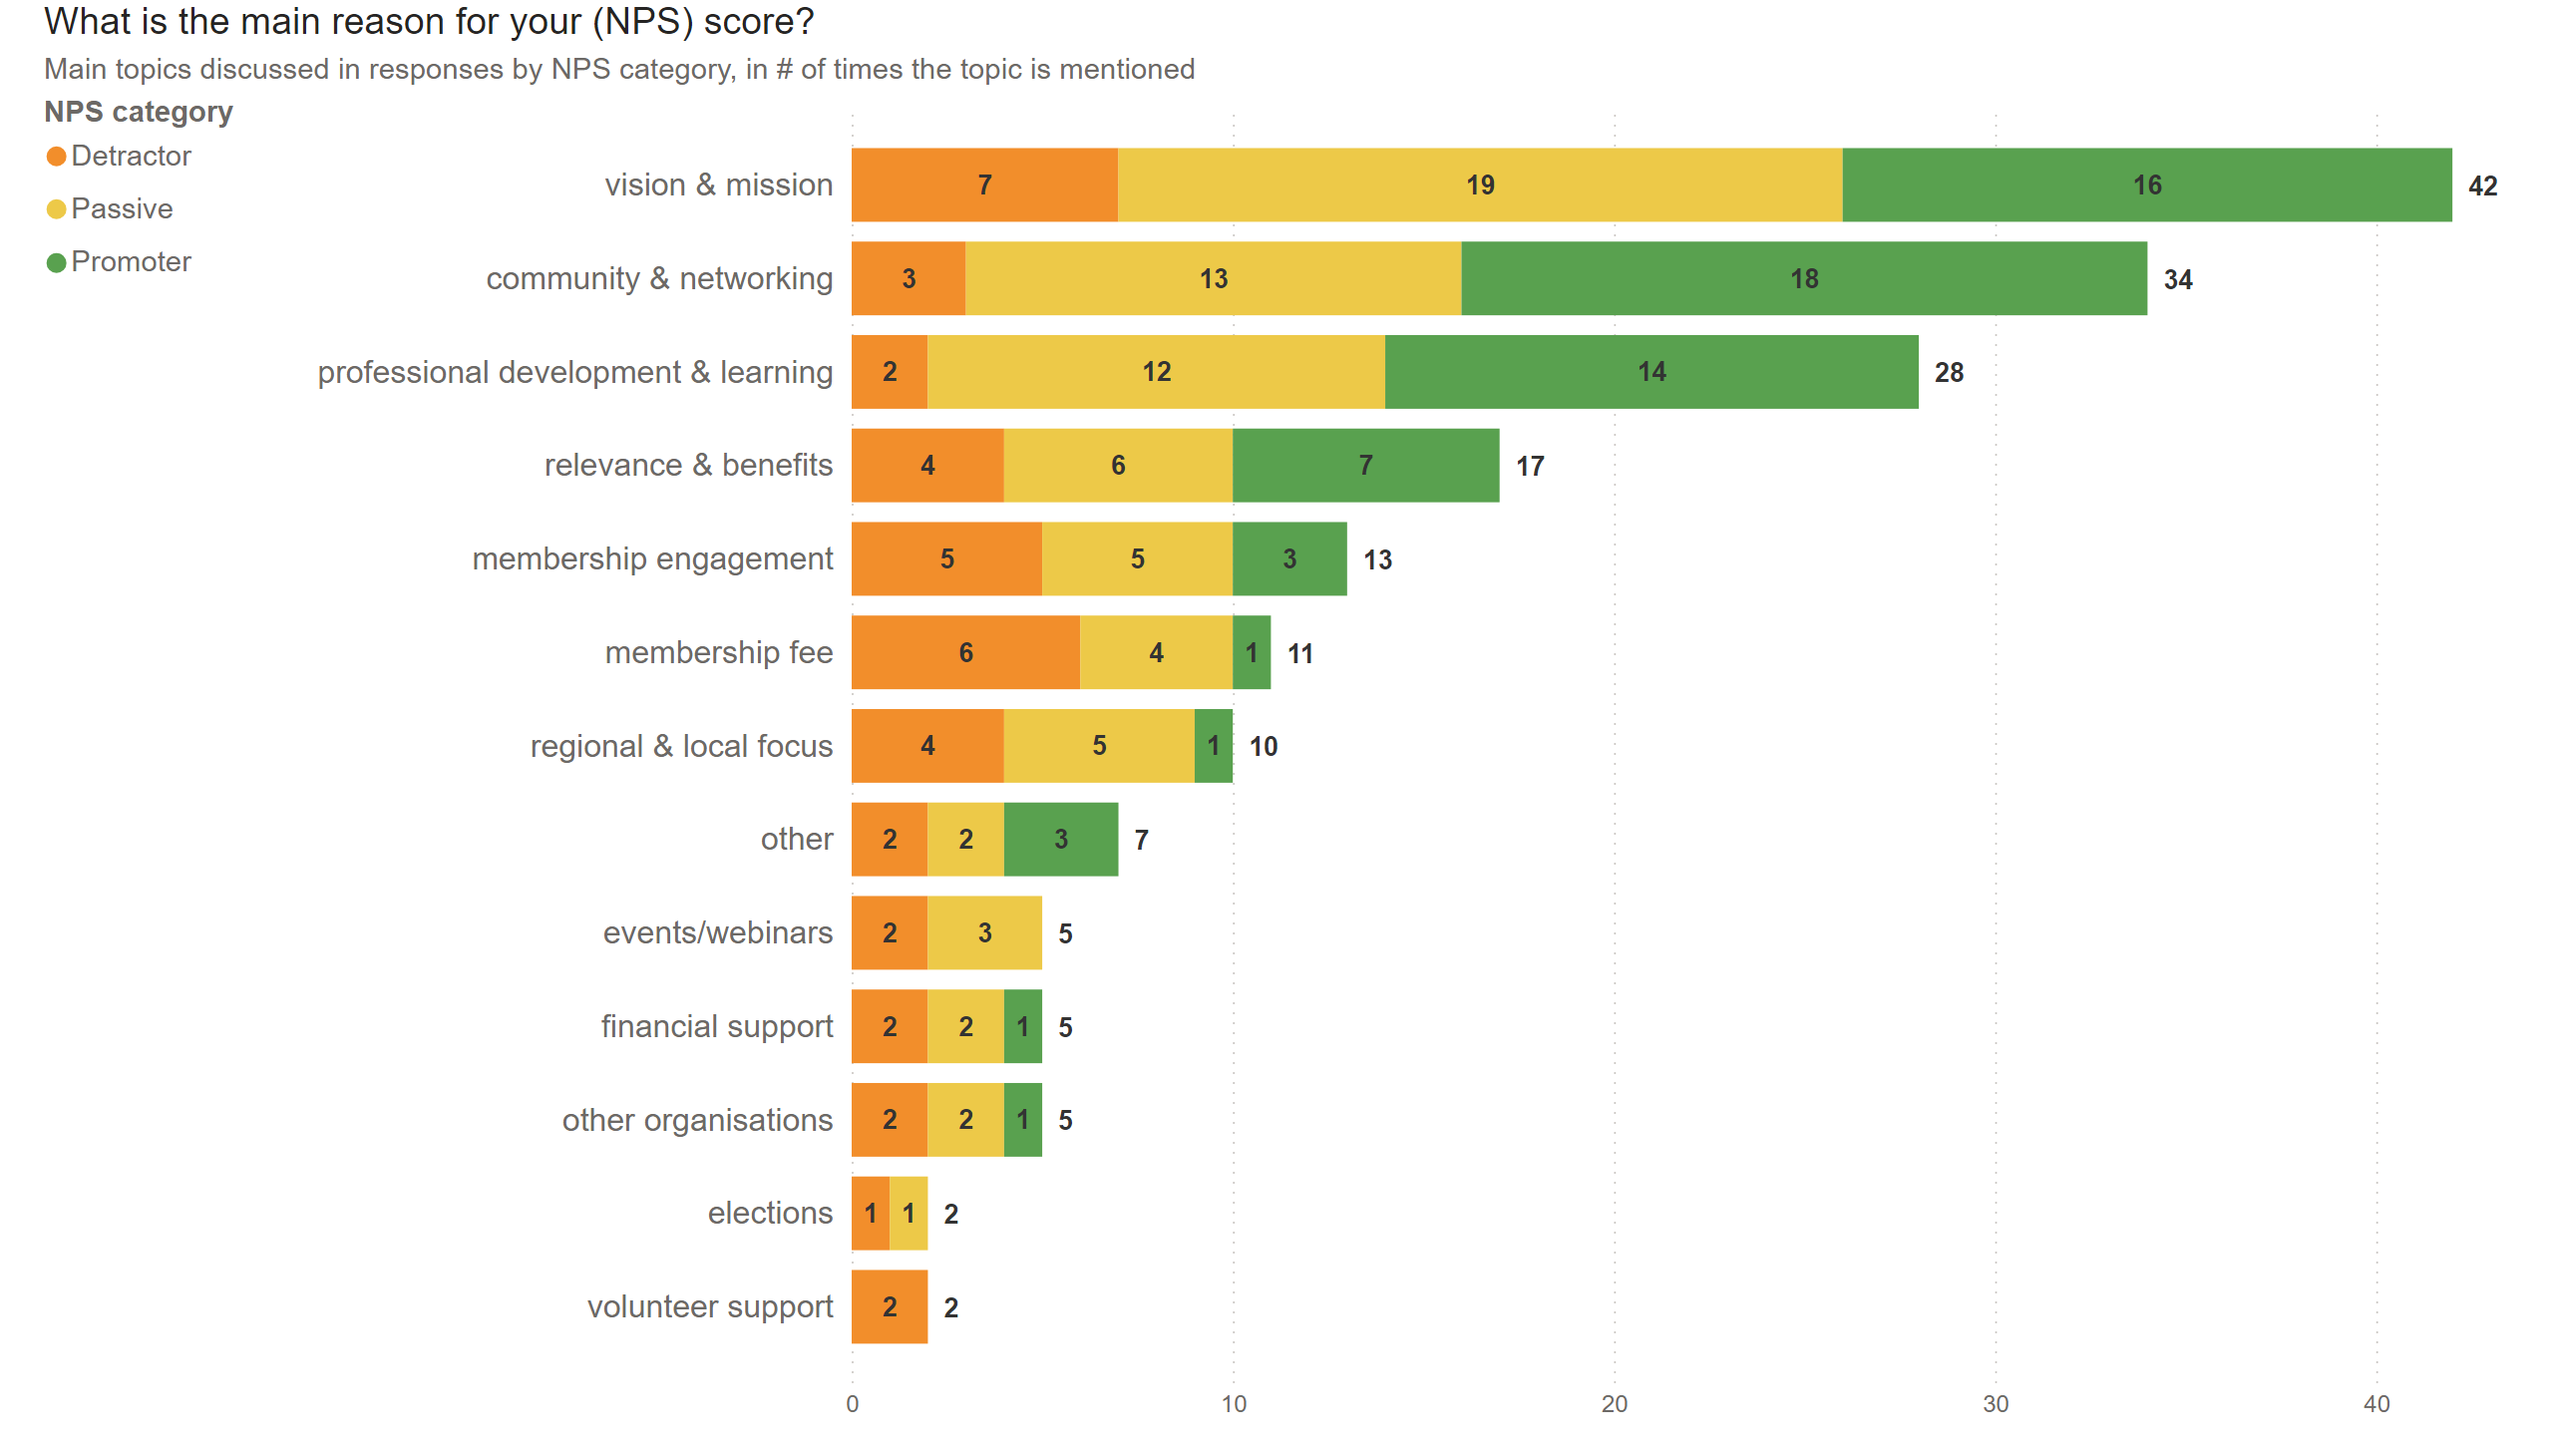 What is the main reason for your (NPS) score?
Main topics discussed in responses by NPS category, in # of times the topic is mentioned
NPS category
Detractor
Passive
Promoter
vision & mission 7 19 16 42
community & networking 3 13 18 34
professional development & learning 2 12 14 28
relevance & benefits 4 6 7 17
membership engagement 5 5 3 13
membership fee 6 4 1 11
regional & local focus 4 5 1 10
other 2 2 3 7
events/webinars 2 3 5
financial support 2 2 1 5
other organisations 2 2 1 5
elections 1 1 2
volunteer support 2 2
0 10 20 30 40